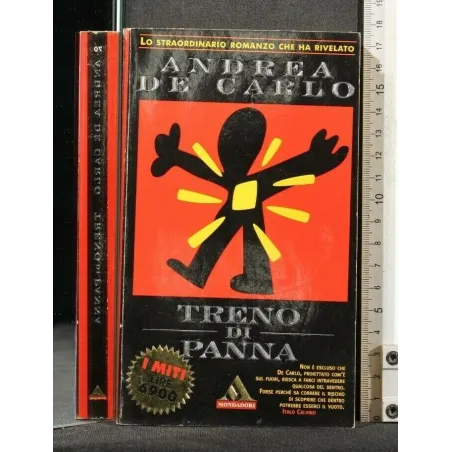 LO STRAORDINARIO ROMANZO CHE HA RIVELATO
ANDREA
DE CARLO
TRENO
DI
PANNA
I MITI
LIRE
6900
MONDADORI
NON È ESCLUSO CHE
DE CARLO, PROIETTATO COM'È
SUL FUORI, RIESCA A FARCI INTRAVEDERE
QUALCOSA DEL DENTRO.
FORSE PERCHÉ SA CORRERE IL RISCHIO
DI SCOPRIRE CHE DENTRO
POTREBBE ESSERCI IL VUOTO.
ITALO CALVINO
ANDREA DE CARLO TRENO DI PANNA